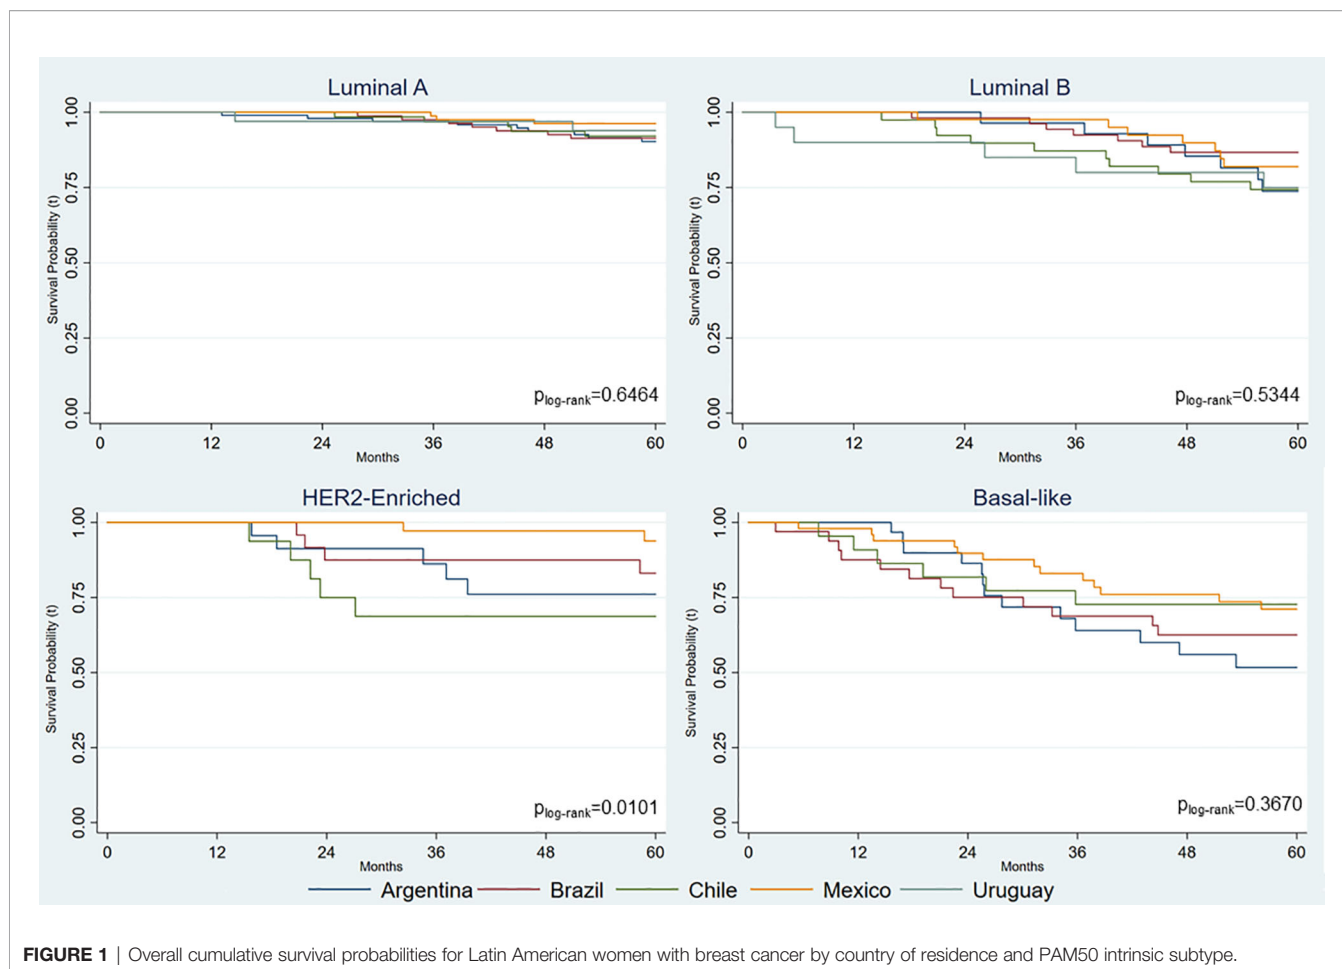 Luminal A
Luminal B
1.00
0.75
0.50
0.25
0.00
Survival Probability (t)
plog-rank=0.6464
0 12 24 36 48 60
Months
1.00
0.75
0.50
0.25
0.00
Survival Probability (t)
plog-rank=0.5344
0 12 24 36 48 60
Months
HER2-Enriched
Basal-like
1.00
0.75
0.50
0.25
0.00
Survival Probability (t)
plog-rank=0.0101
0 12 24 36 48 60
Months
1.00
0.75
0.50
0.25
0.00
Survival Probability (t)
plog-rank=0.3670
0 12 24 36 48 60
Months
Argentina Brazil Chile Mexico Uruguay
FIGURE 1 | Overall cumulative survival probabilities for Latin American women with breast cancer by country of residence and PAM50 intrinsic subtype.